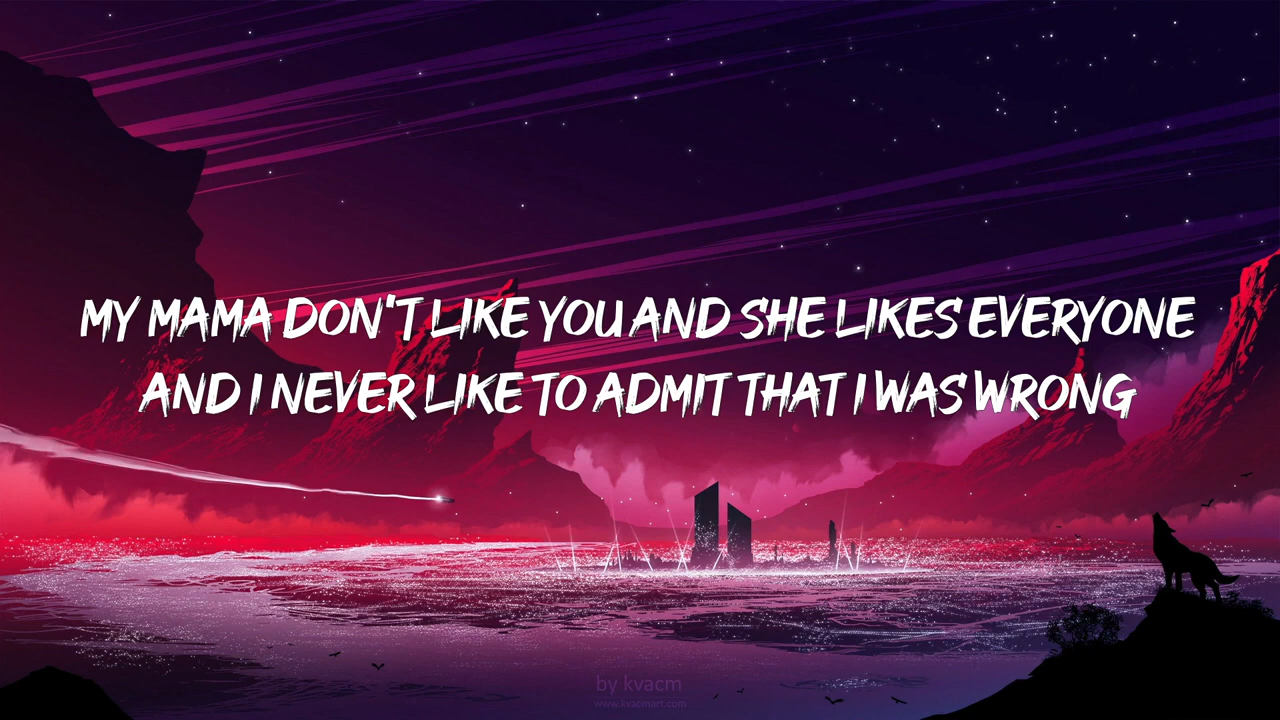 MY MAMA DON'T LIKE YOU AND SHE LIKES EVERYONE
AND I NEVER LIKE TO ADMIT THAT I WAS WRONG
by kvacm
www.kvacmart.com